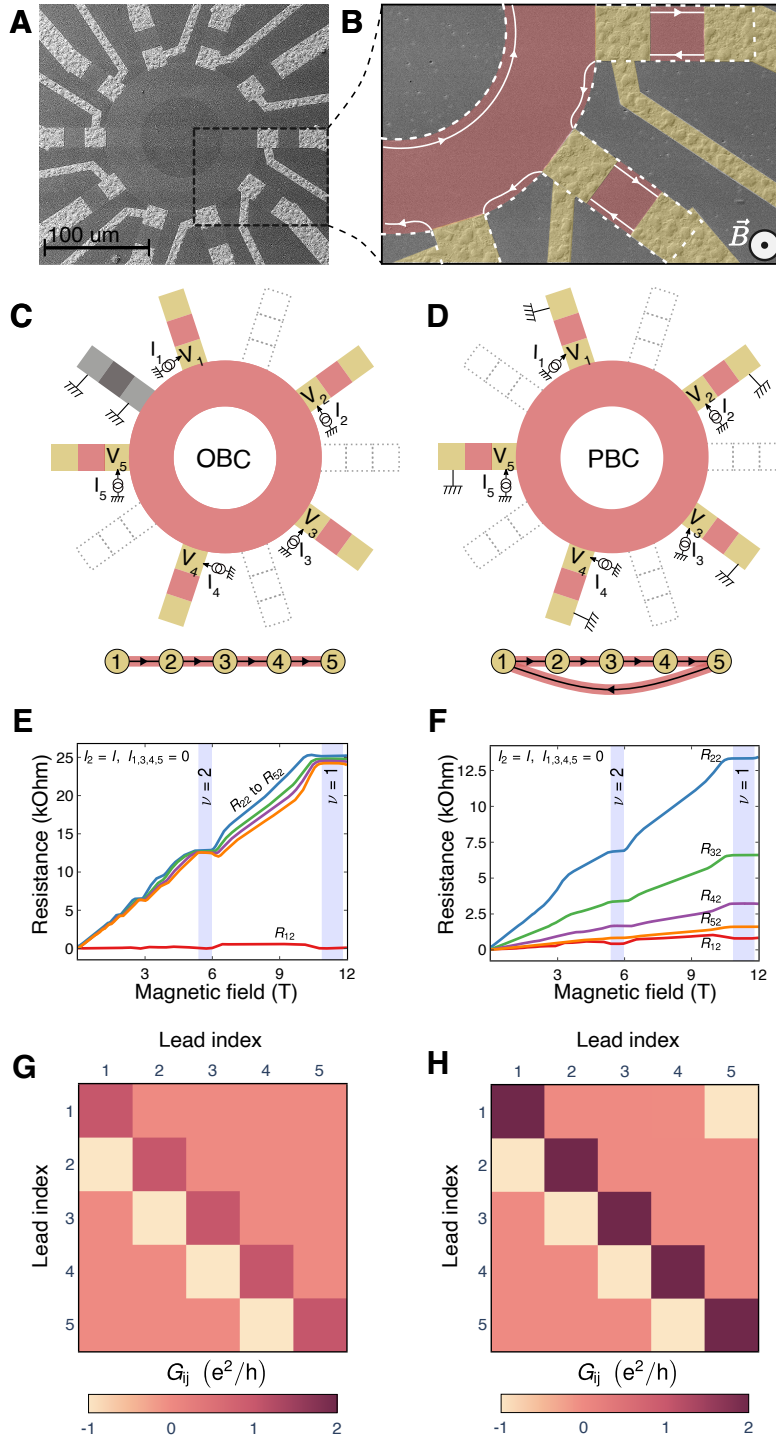 A
B
100 um
B
C
D
I1
V1
V2
I2
V5
OBC
I5
V3
I3
V4
I4
I1
V1
V2
I2
V5
PBC
I5
V3
I3
V4
I4
1 2 3 4 5
1 2 3 4 5
E
F
Resistance (kOhm)
25
20
15
10
5
0
I2 = I, I1,3,4,5 = 0
R22 to R52
ν = 2
ν = 1
R12
3 6 9 12
Magnetic field (T)
Resistance (kOhm)
12.5
10.0
7.5
5.0
2.5
0
I2 = I, I1,3,4,5 = 0
ν = 2
ν = 1
R22
R32
R42
R52
R12
3 6 9 12
Magnetic field (T)
G
Lead index
1 2 3 4 5
Lead index
1
2
3
4
5
Gij (e²/h)
-1 0 1 2
H
Lead index
1 2 3 4 5
Lead index
1
2
3
4
5
Gij (e²/h)
-1 0 1 2